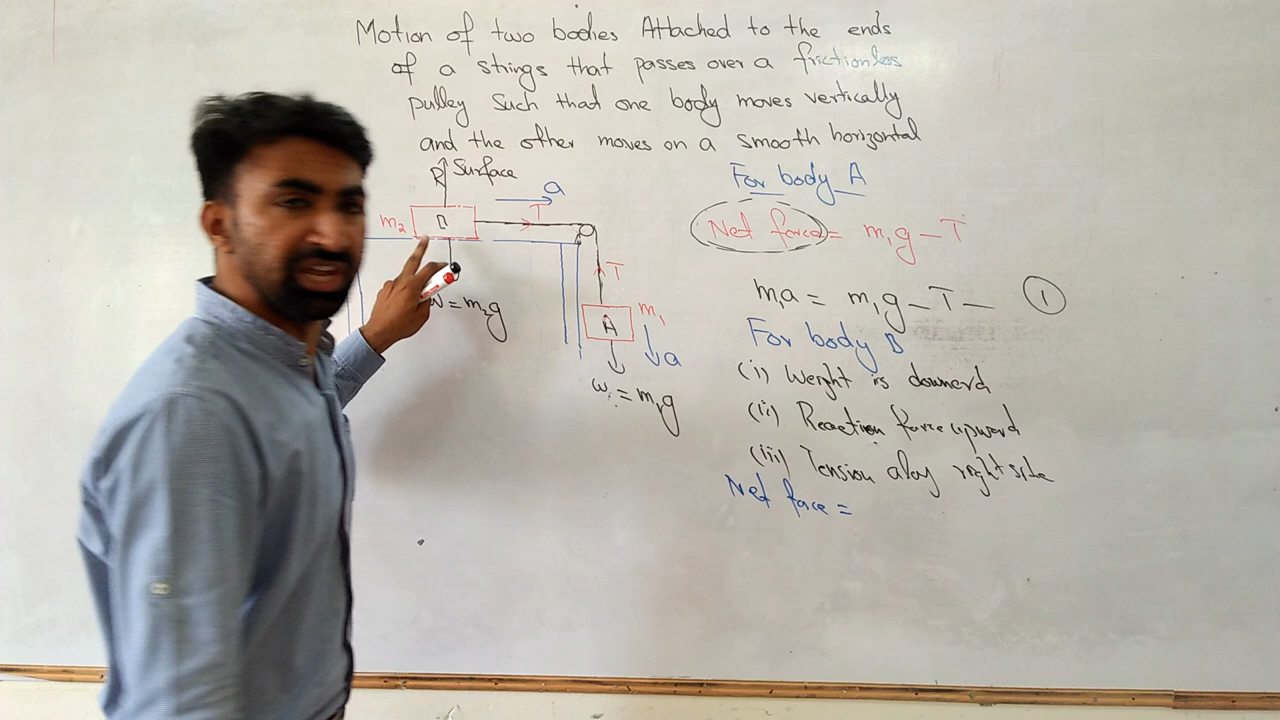 Motion of two bodies Attached to the ends
of a strings that passes over a frictionless
pulley such that one body moves vertically
and the other moves on a smooth horizontal
Surface
R
a
m₂
B
T
T
= m₂g
A
m₁
a
w₁ = m₁g
For body A
Net force = m₁g - T
m₁a = m₁g - T - ①
For body B
(i) Weight is downerd
(ii) Reaction force upward
(iii) Tension along right side
Net force =